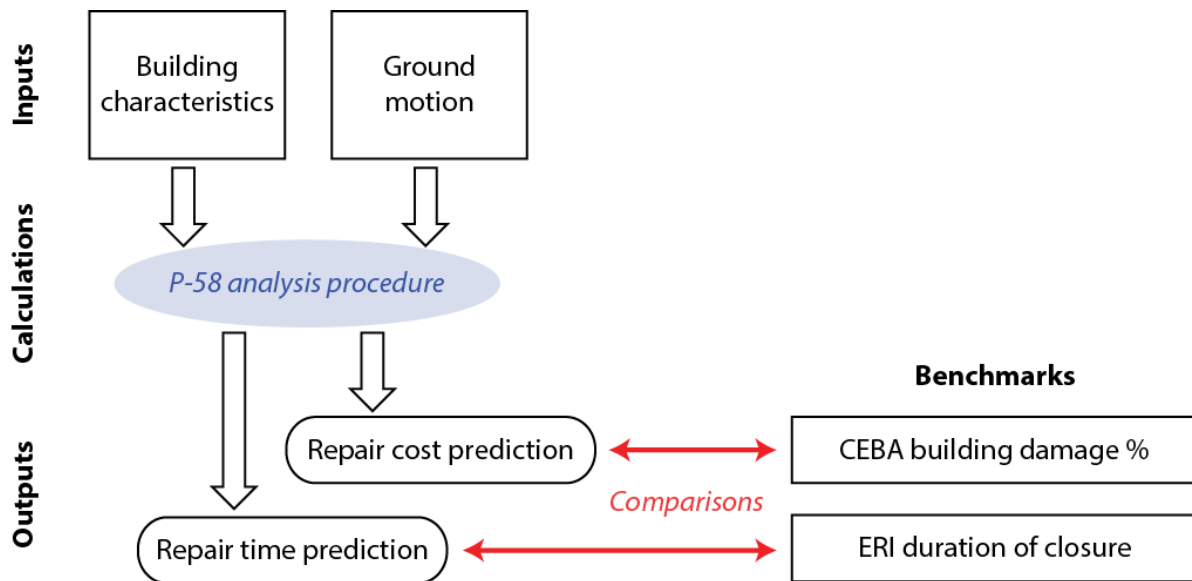 Inputs
Building
characteristics
Ground
motion
Calculations
P-58 analysis procedure
Benchmarks
Outputs
Repair cost prediction
CEBA building damage %
Comparisons
Repair time prediction
ERI duration of closure